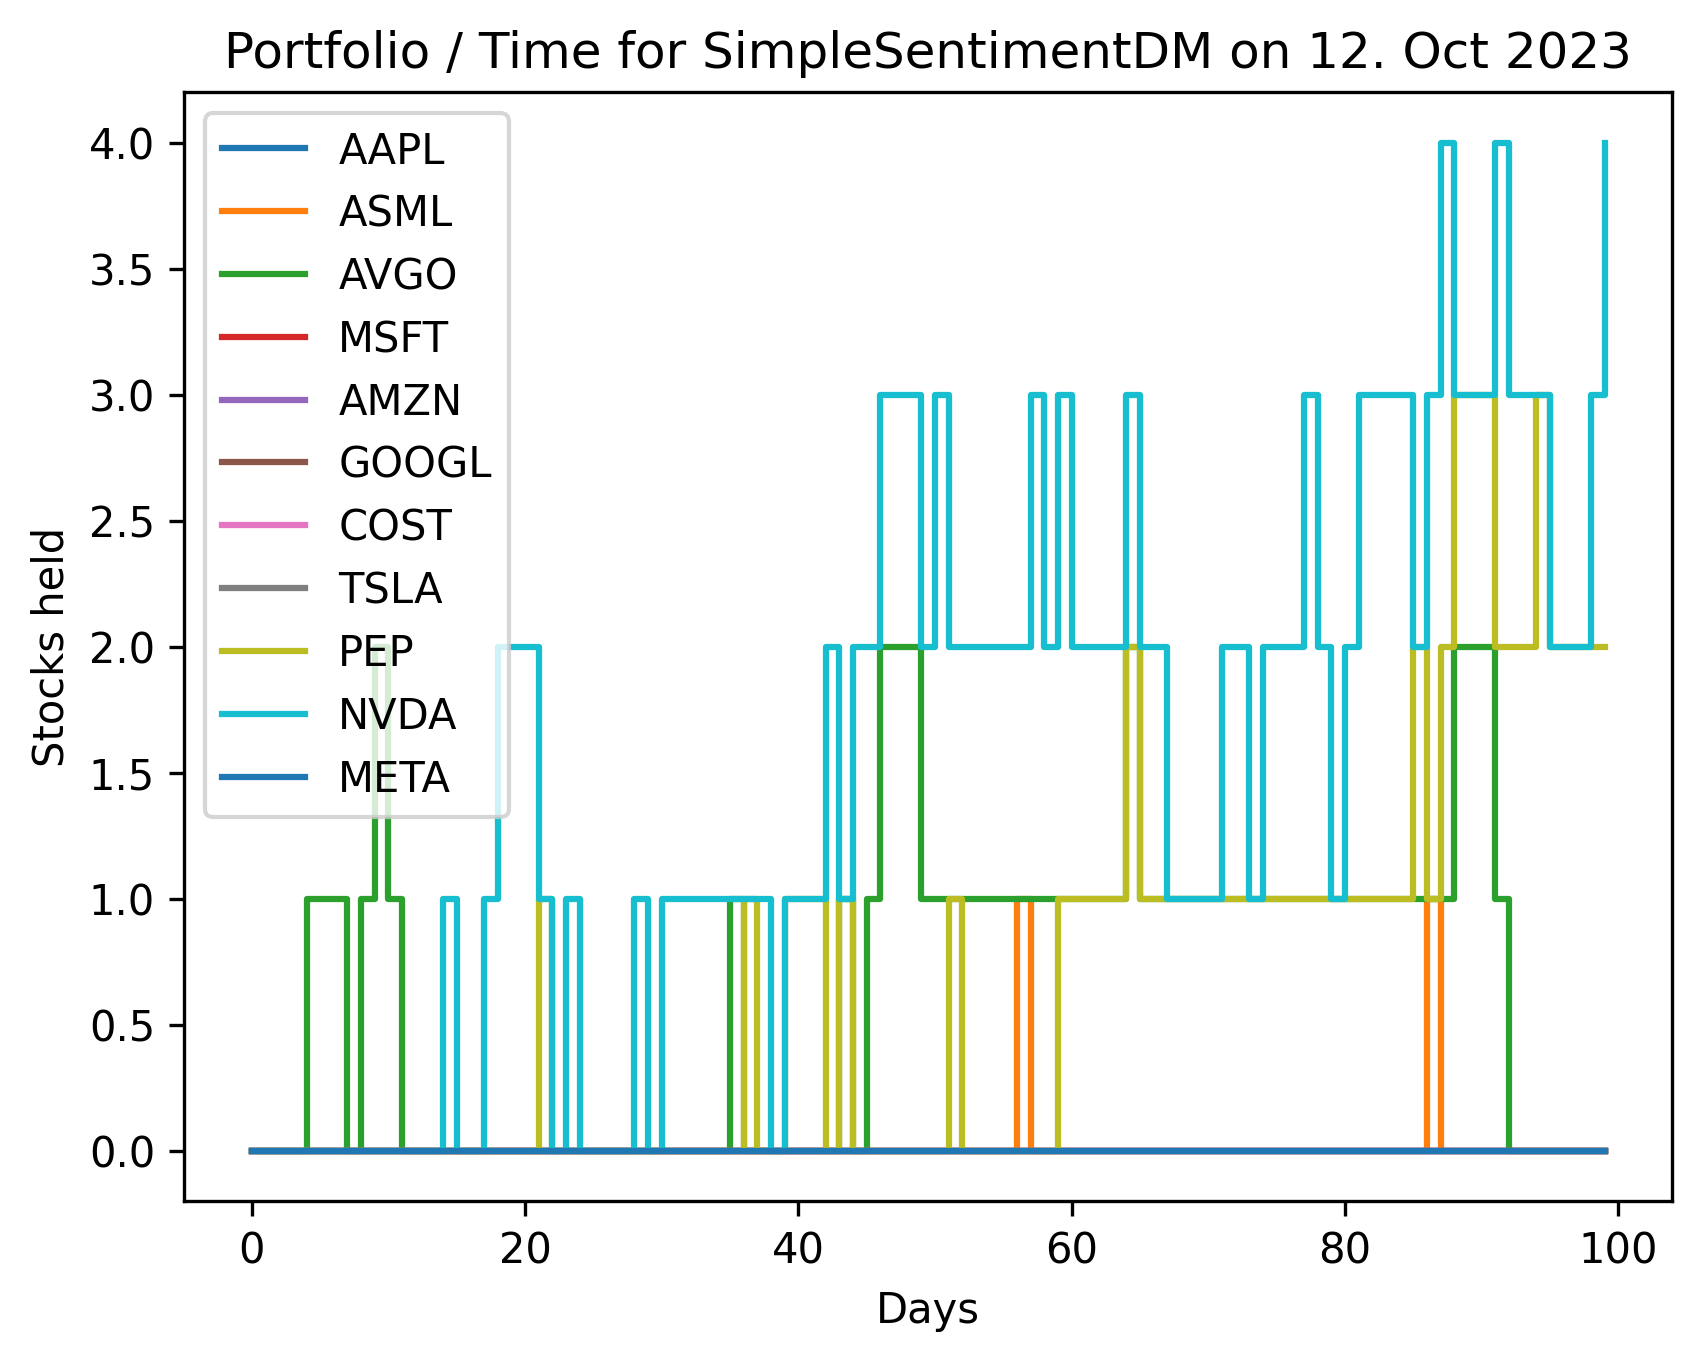 Portfolio / Time for SimpleSentimentDM on 12. Oct 2023
4.0
3.5
3.0
2.5
2.0
1.5
1.0
0.5
0.0
Stocks held
AAPL
ASML
AVGO
MSFT
AMZN
GOOGL
COST
TSLA
PEP
NVDA
META
0 20 40 60 80 100
Days